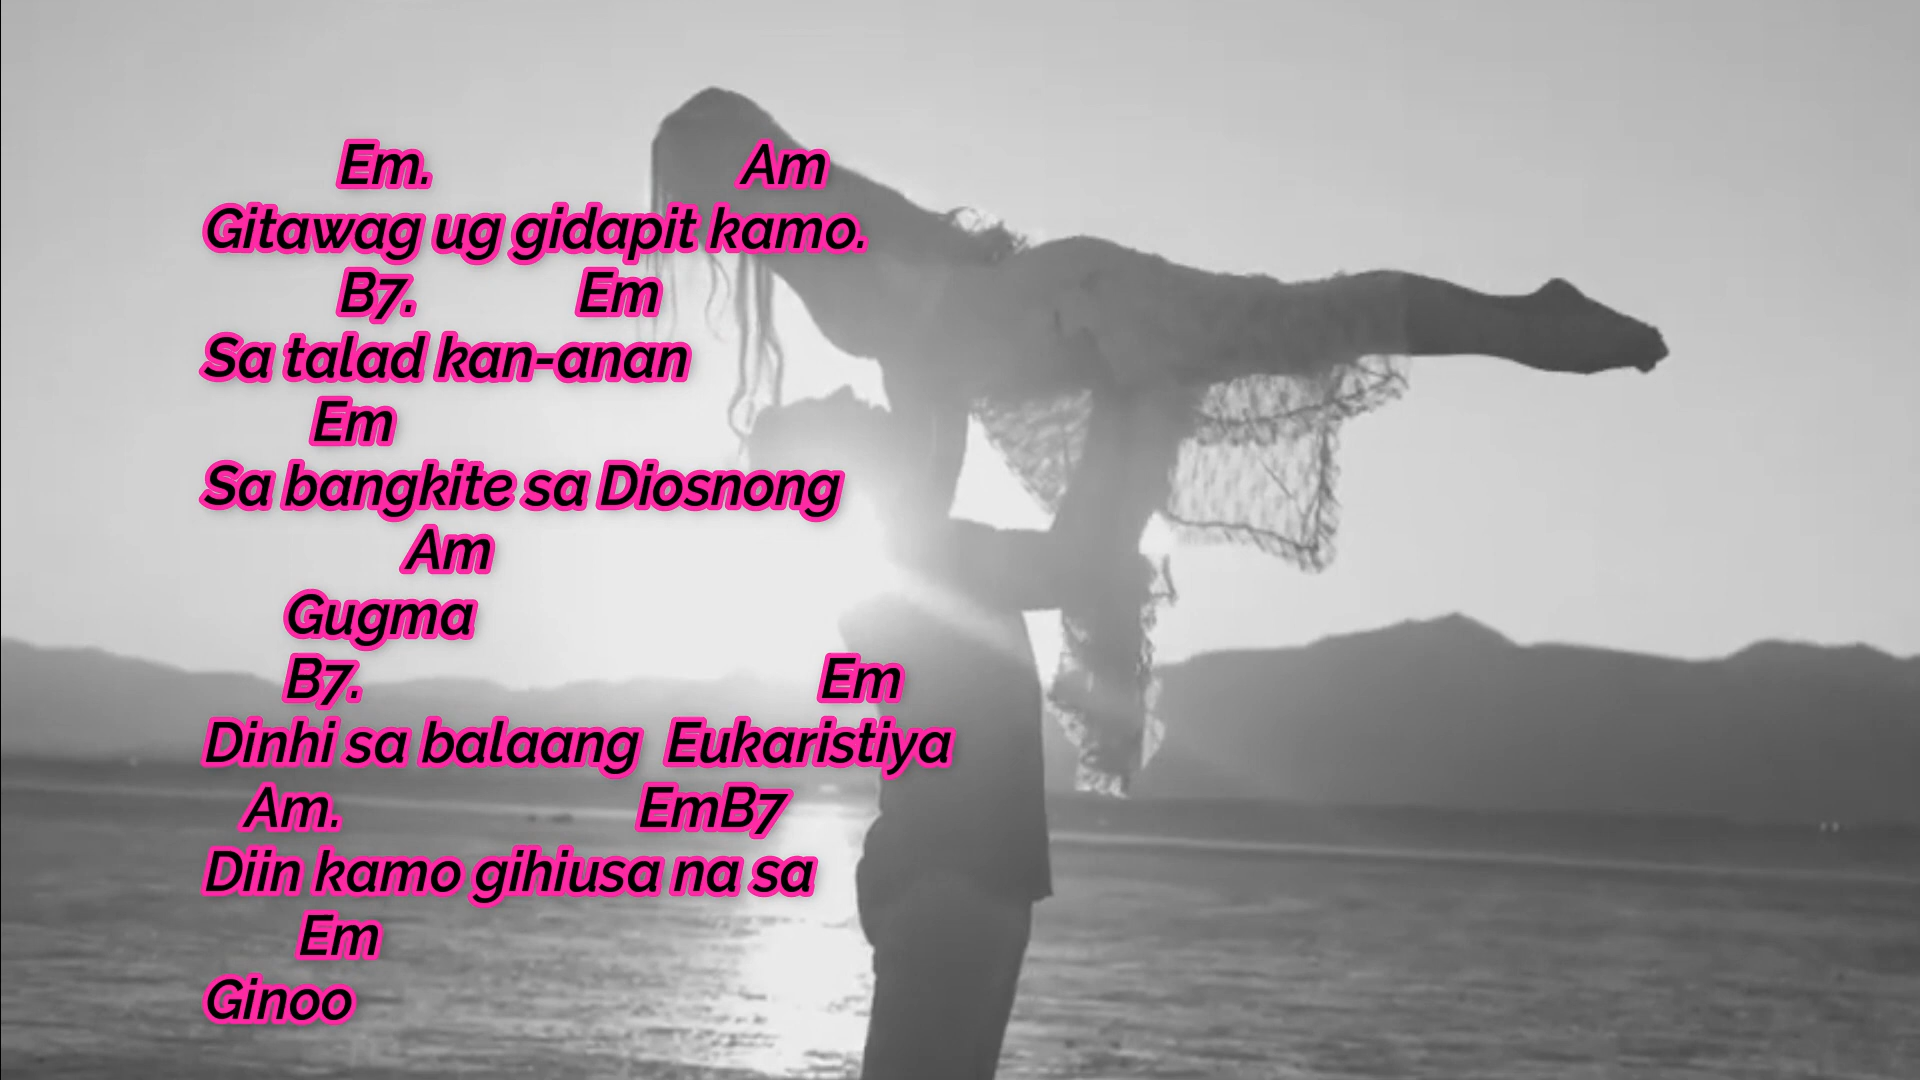 Em. Am
Gitawag ug gidapit kamo.
B7. Em
Sa talad kan-anan
Em
Sa bangkite sa Diosnong
Am
Gugma
B7. Em
Dinhi sa balaang Eukaristiya
Am. EmB7
Diin kamo gihiusa na sa
Em
Ginoo